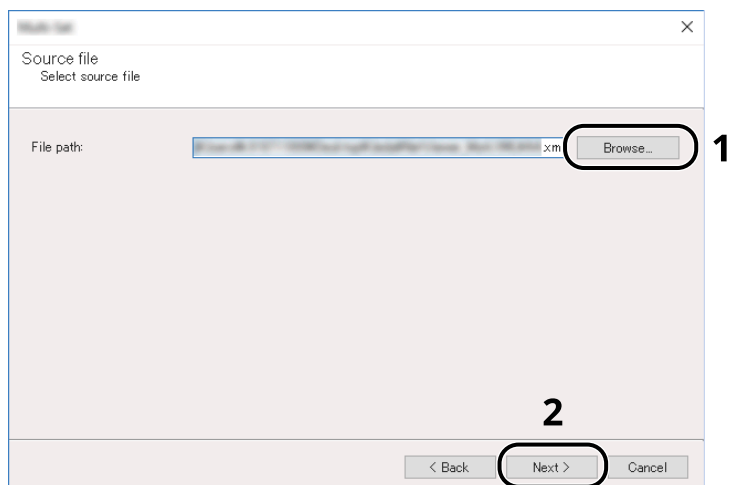 Source file
Select source file
File path:
xm
Browse...
1
2
< Back
Next >
Cancel